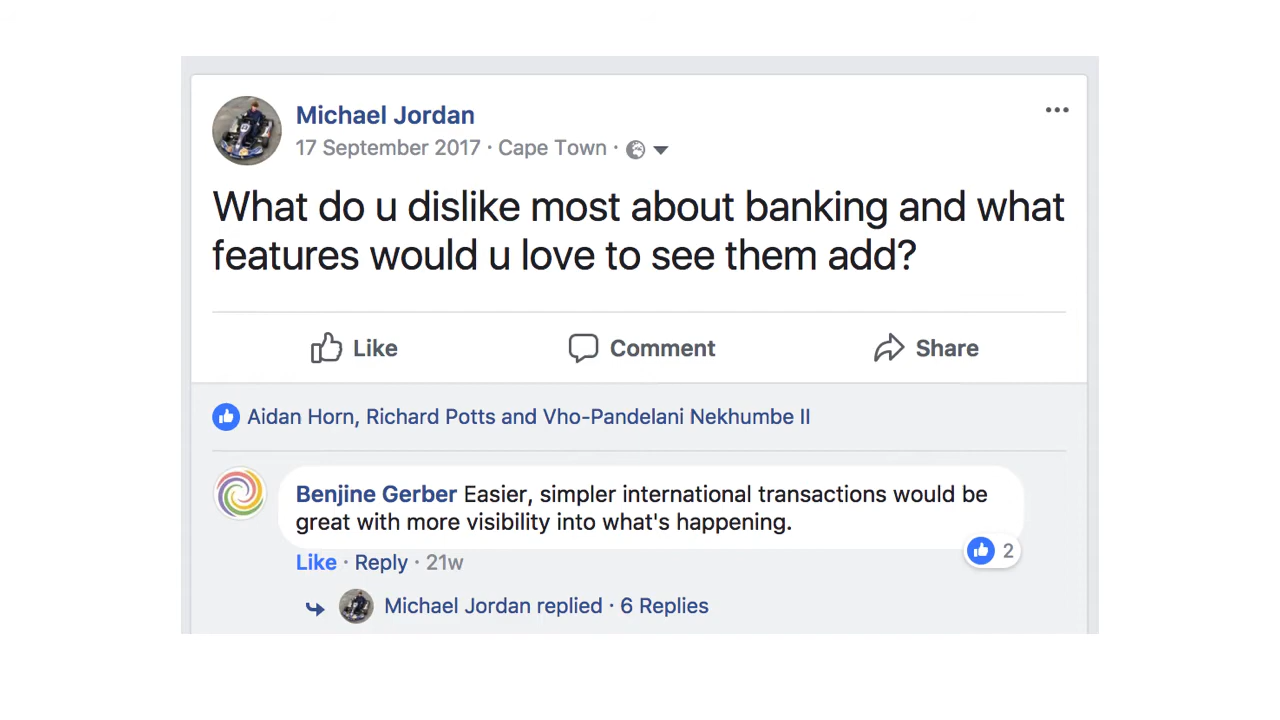 Michael Jordan
17 September 2017 · Cape Town ·
What do u dislike most about banking and what
features would u love to see them add?
Like
Comment
Share
Aidan Horn, Richard Potts and Vho-Pandelani Nekhumbe II
Benjine Gerber Easier, simpler international transactions would be
great with more visibility into what's happening.
2
Like · Reply · 21w
Michael Jordan replied · 6 Replies